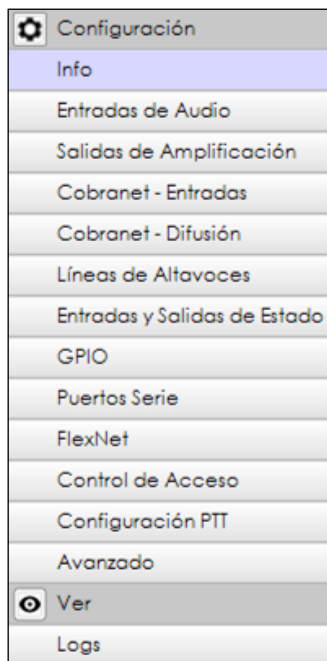 Configuración
Info
Entradas de Audio
Salidas de Amplificación
Cobranet - Entradas
Cobranet - Difusión
Líneas de Altavoces
Entradas y Salidas de Estado
GPIO
Puertos Serie
FlexNet
Control de Acceso
Configuración PTT
Avanzado
Ver
Logs